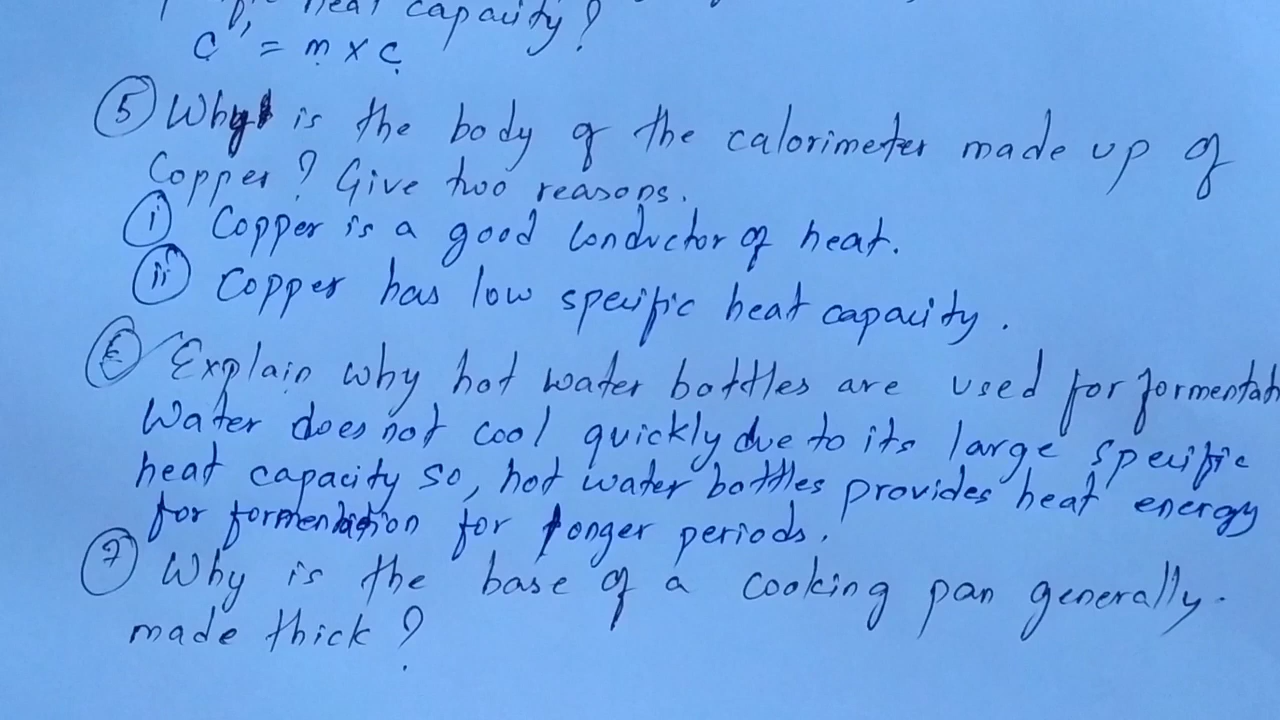 heat capacity?
C' = m x c
5 Why is the body of the calorimeter made up of
Copper? Give two reasons.
i Copper is a good conductor of heat.
ii Copper has low specific heat capacity.
6 Explain why hot water bottles are used for
Water does not cool quickly due to its large specific
heat capacity so, hot water bottles provides heat energy
for formentation for longer periods.
7 Why is the base of a cooking pan generally.
made thick?